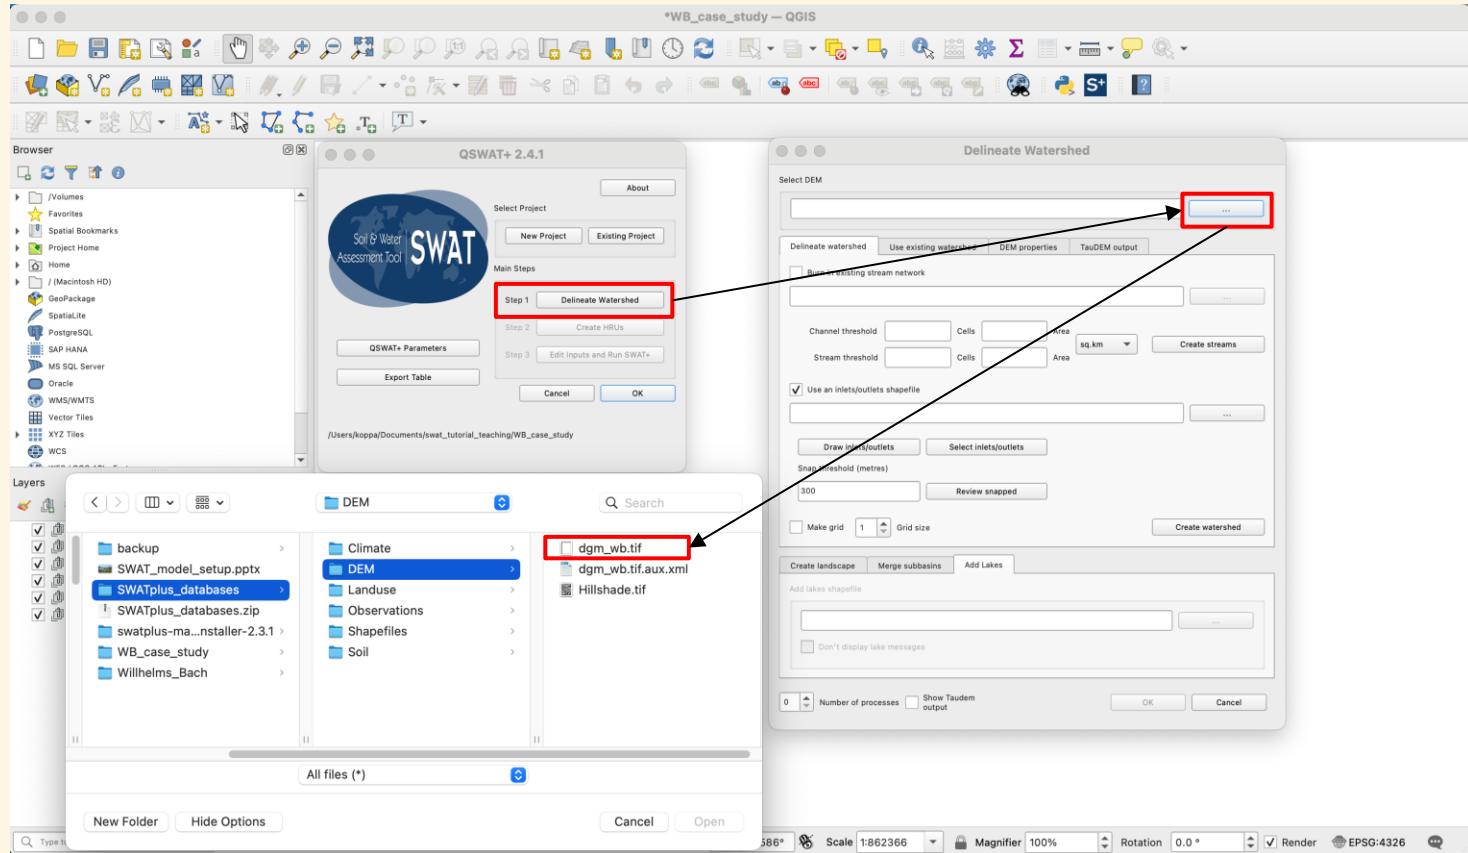 *WB_case_study — QGIS
Browser
/Volumes
Favorites
Spatial Bookmarks
Project Home
Home
/ (Macintosh HD)
GeoPackage
SpatiaLite
PostgreSQL
SAP HANA
MS SQL Server
Oracle
WMS/WMTS
Vector Tiles
XYZ Tiles
WCS
Layers
QSWAT+ 2.4.1
About
Select Project
New Project
Existing Project
Soil & Water
Assessment Tool
SWAT
Main Steps
Step 1
Delineate Watershed
Step 2
Create HRUs
Step 3
Edit Inputs and Run SWAT+
QSWAT+ Parameters
Export Table
Cancel
OK
/Users/koppa/Documents/swat_tutorial_teaching/WB_case_study
Delineate Watershed
Select DEM
...
Delineate watershed
Use existing watershed
DEM properties
TauDEM output
Burn in existing stream network
...
Channel threshold
Cells
Area
sq.km
Create streams
Stream threshold
Cells
Area
Use an inlets/outlets shapefile
...
Draw inlets/outlets
Select inlets/outlets
Snap threshold (metres)
300
Review snapped
Make grid
1
Grid size
Create watershed
Create landscape
Merge subbasins
Add Lakes
Add lakes shapefile
...
Don't display lake messages
0
Number of processes
Show Taudem
output
OK
Cancel
DEM
Search
backup
SWAT_model_setup.pptx
SWATplus_databases
SWATplus_databases.zip
swatplus-ma...nstaller-2.3.1
WB_case_study
Willhelms_Bach
Climate
DEM
Landuse
Observations
Shapefiles
Soil
dgm_wb.tif
dgm_wb.tif.aux.xml
Hillshade.tif
All files (*)
New Folder
Hide Options
Cancel
Open
586°
Scale
1:862366
Magnifier
100%
Rotation
0.0 °
Render
EPSG:4326